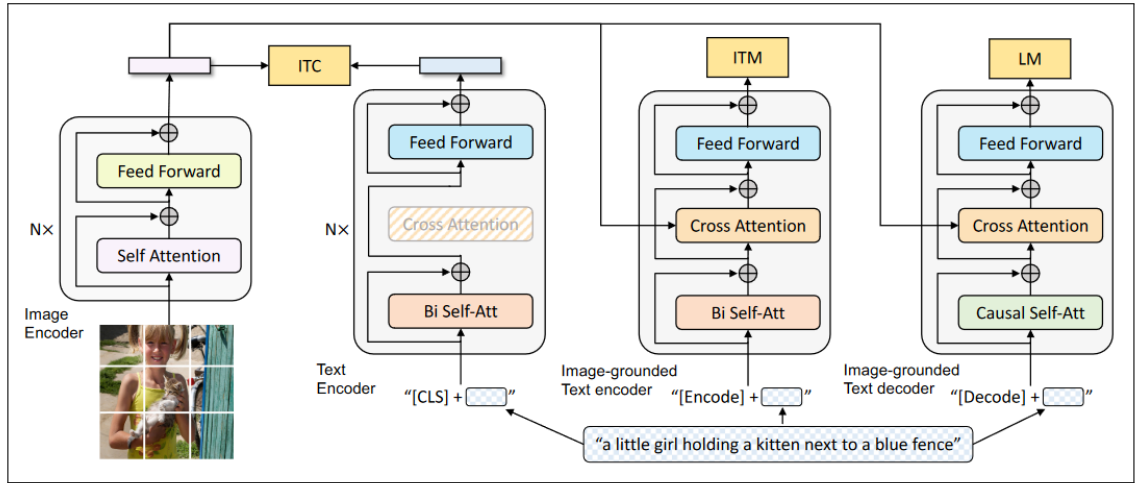 ITC
ITM
LM
Feed Forward
Self Attention
N×
Image
Encoder
Feed Forward
Cross Attention
Bi Self-Att
N×
Text
Encoder
"[CLS] + "
Feed Forward
Cross Attention
Bi Self-Att
Image-grounded
Text encoder
"[Encode] + "
Feed Forward
Cross Attention
Causal Self-Att
Image-grounded
Text decoder
"[Decode] + "
"a little girl holding a kitten next to a blue fence"